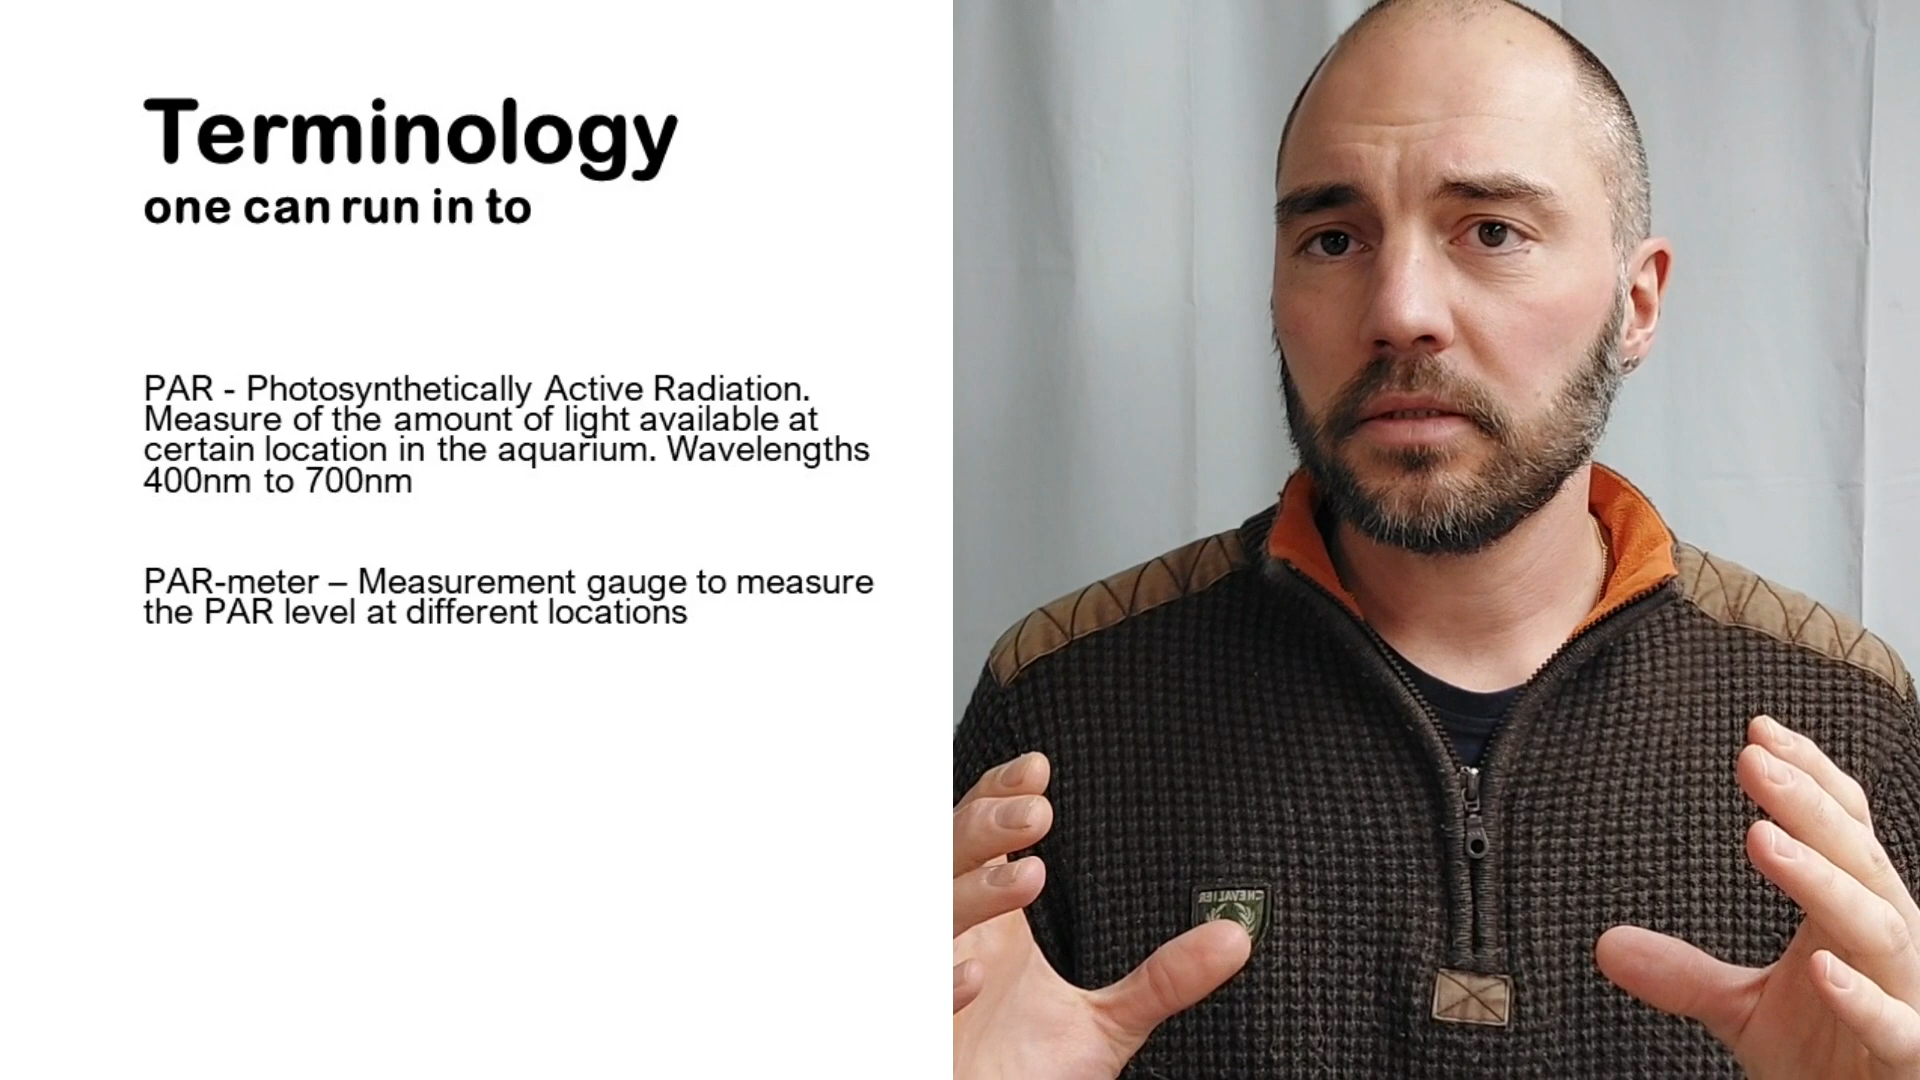 Terminology
one can run in to
PAR - Photosynthetically Active Radiation.
Measure of the amount of light available at
certain location in the aquarium. Wavelengths
400nm to 700nm
PAR-meter – Measurement gauge to measure
the PAR level at different locations
CHEVALIER